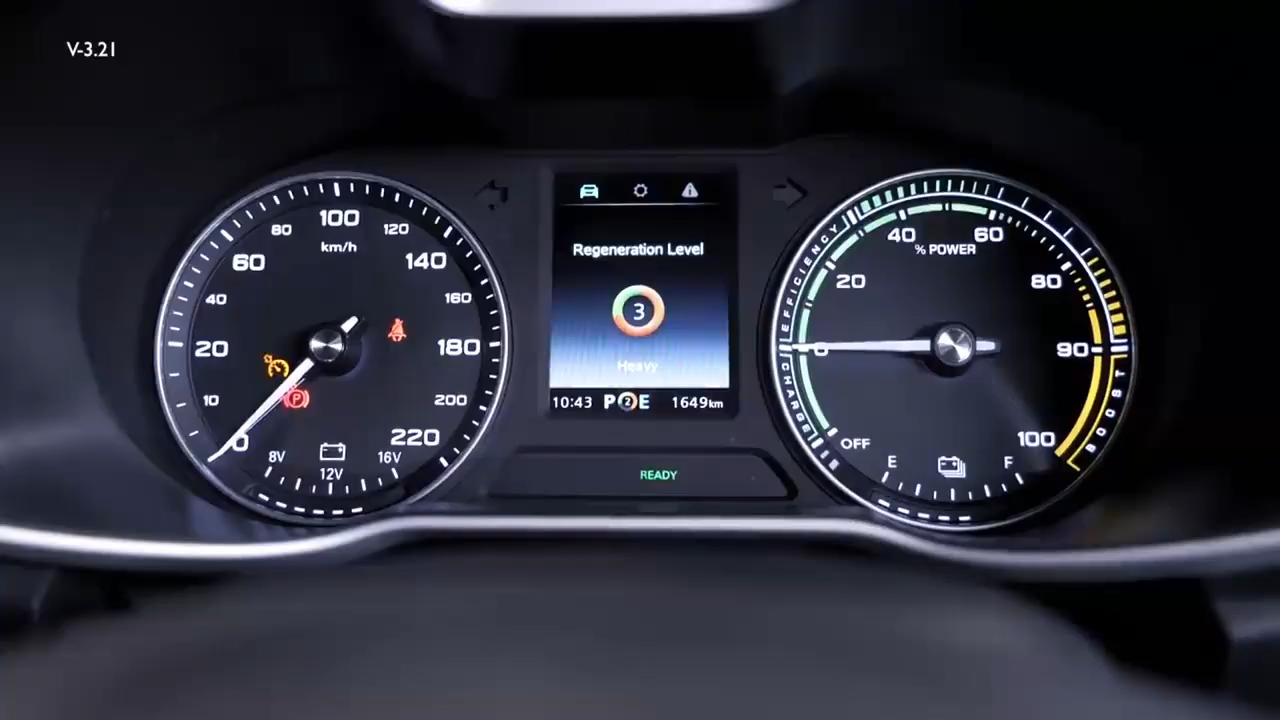 V-3.21
100
80
120
km/h
60
140
40
160
20
180
10
200
0
220
8V
16V
12V
Regeneration Level
3
Heavy
10:43 P 2 E 1649km
READY
40
60
% POWER
20
80
EFFICIENCY
0
90
CHARGE
BOOST
OFF
100
E
F